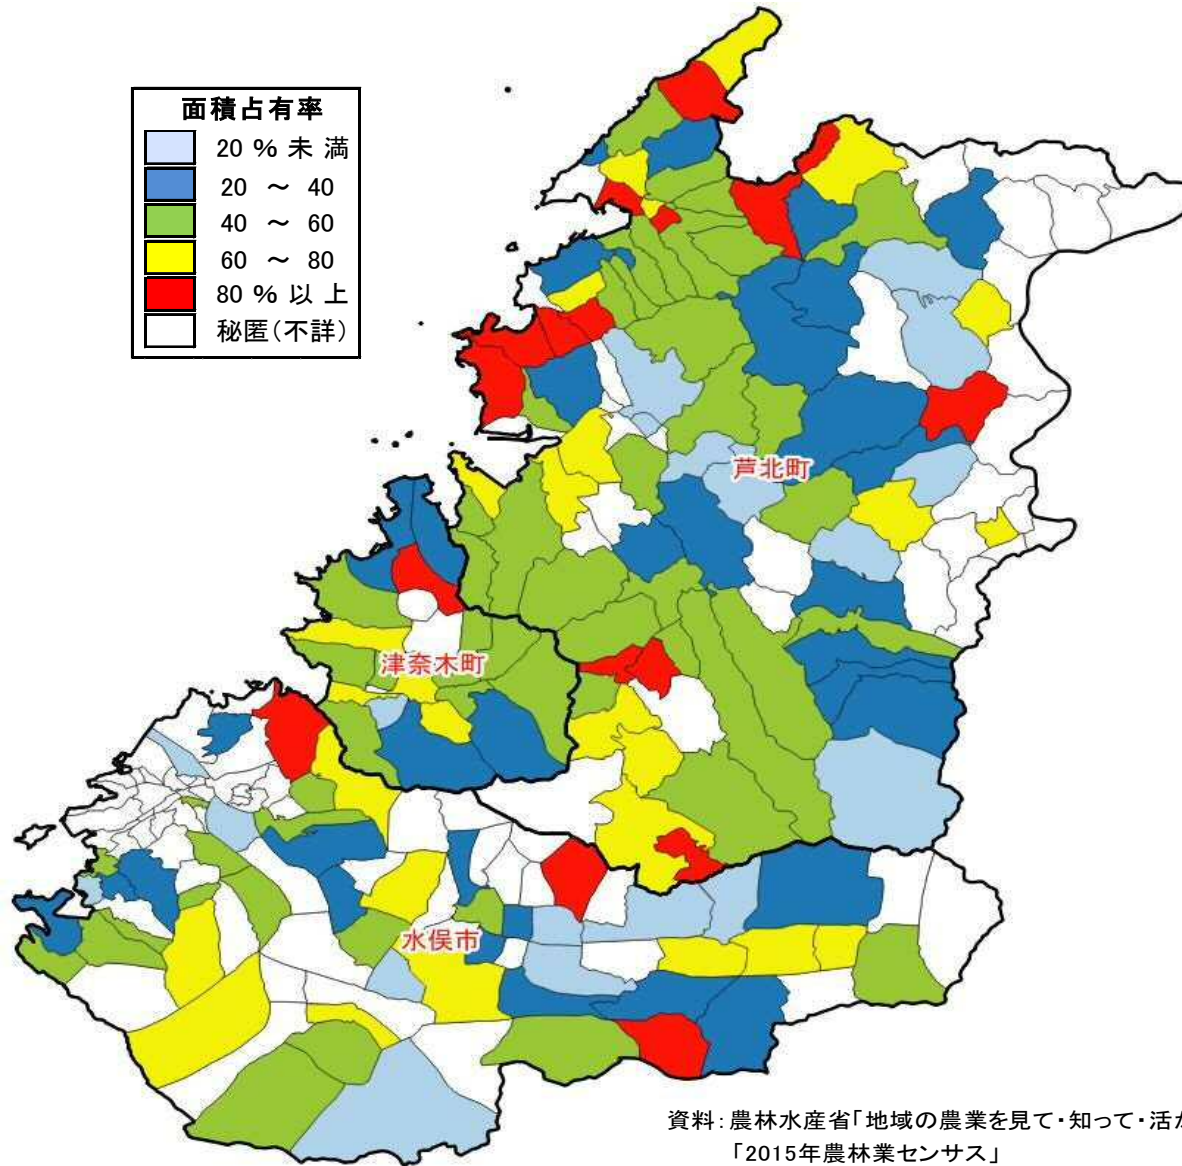 面積占有率
20 % 未 満
20 ～ 40
40 ～ 60
60 ～ 80
80 % 以 上
秘匿(不詳)
芦北町
津奈木町
水俣市
資料:農林水産省「地域の農業を見て・知って・活か
「2015年農林業センサス」